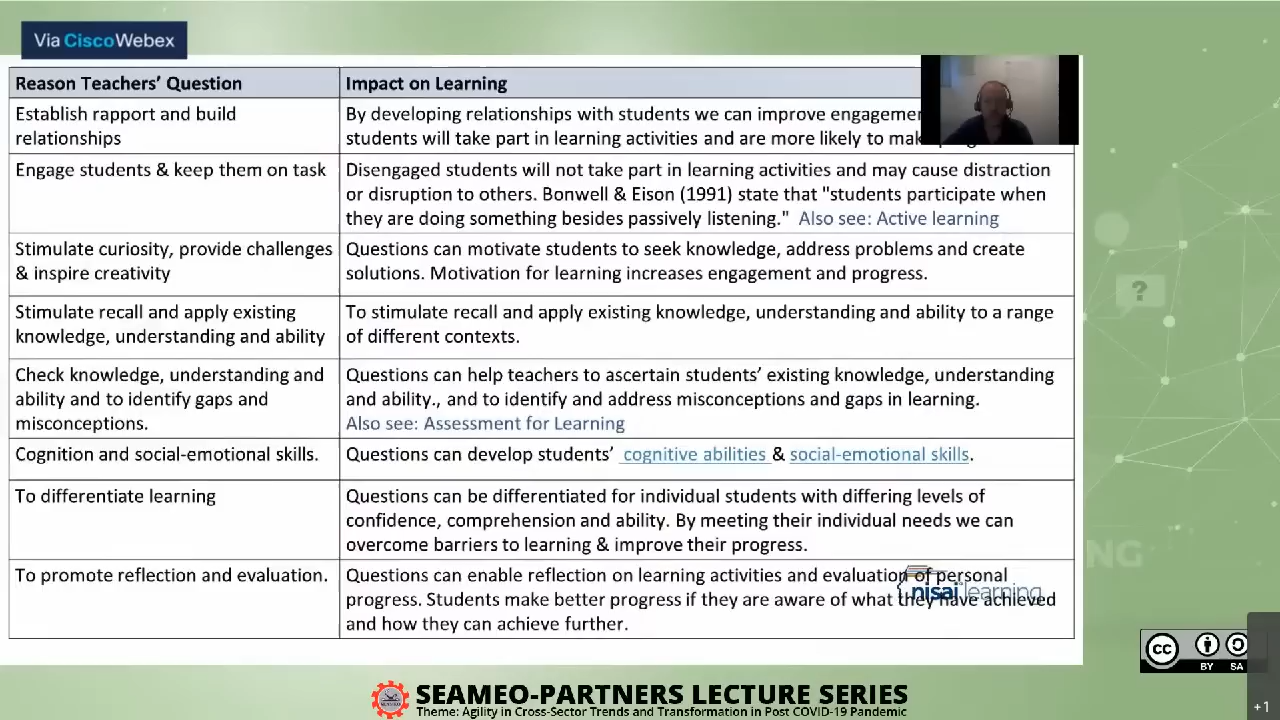 Via CiscoWebex
Reason Teachers' Question
Impact on Learning
Establish rapport and build
relationships
By developing relationships with students we can improve
students will take part in learning activities and are more likely to
Engage students & keep them on task
Disengaged students will not take part in learning activities and may cause distraction
or disruption to others. Bonwell & Eison (1991) state that "students participate when
they are doing something besides passively listening." Also see: Active learning
Stimulate curiosity, provide challenges
& inspire creativity
Questions can motivate students to seek knowledge, address problems and create
solutions. Motivation for learning increases engagement and progress.
Stimulate recall and apply existing
knowledge, understanding and ability
To stimulate recall and apply existing knowledge, understanding and ability to a range
of different contexts.
Check knowledge, understanding and
ability and to identify gaps and
misconceptions.
Questions can help teachers to ascertain students' existing knowledge, understanding
and ability., and to identify and address misconceptions and gaps in learning.
Also see: Assessment for Learning
Cognition and social-emotional skills.
Questions can develop students' cognitive abilities & social-emotional skills.
To differentiate learning
Questions can be differentiated for individual students with differing levels of
confidence, comprehension and ability. By meeting their individual needs we can
overcome barriers to learning & improve their progress.
To promote reflection and evaluation.
Questions can enable reflection on learning activities and evaluation of personal
progress. Students make better progress if they are aware of what they have achieved
and how they can achieve further.
nisai learning
?
NG
CC
BY SA
+1
SEAMEO-PARTNERS LECTURE SERIES
Theme: Agility in Cross-Sector Trends and Transformation in Post COVID-19 Pandemic